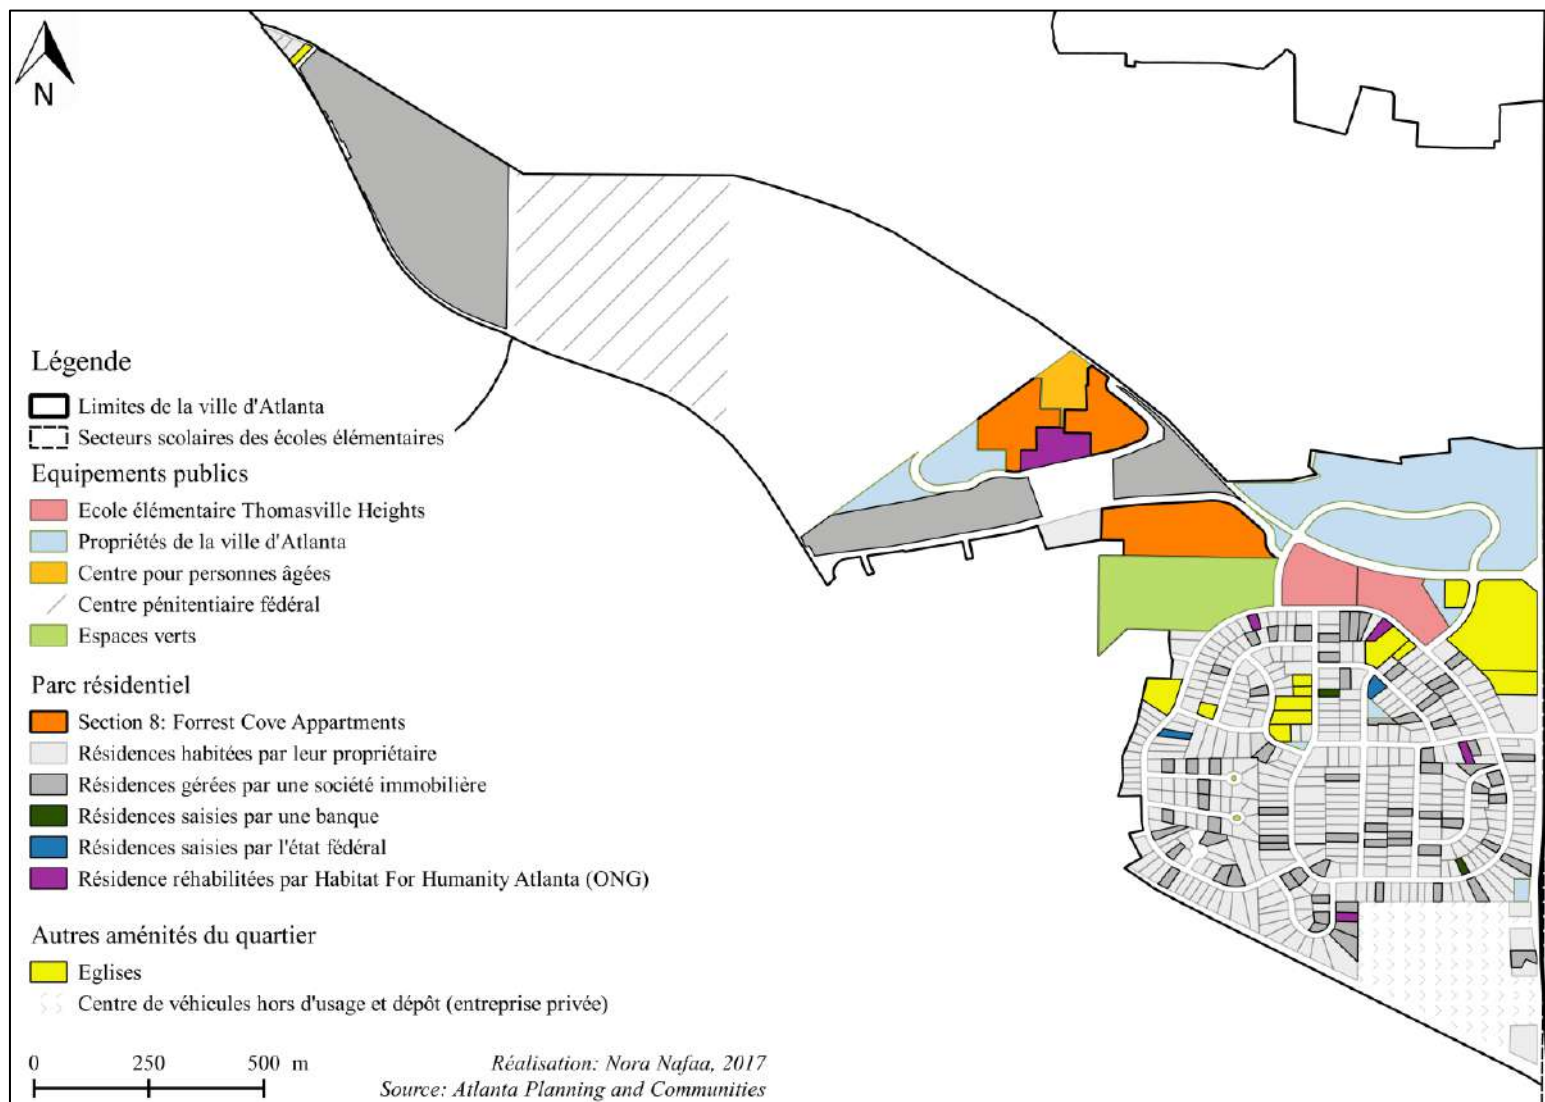 N
Légende
Limites de la ville d'Atlanta
Secteurs scolaires des écoles élémentaires
Equipements publics
Ecole élémentaire Thomasville Heights
Propriétés de la ville d'Atlanta
Centre pour personnes âgées
Centre pénitentiaire fédéral
Espaces verts
Parc résidentiel
Section 8: Forrest Cove Appartments
Résidences habitées par leur propriétaire
Résidences gérées par une société immobilière
Résidences saisies par une banque
Résidences saisies par l'état fédéral
Résidence réhabilitées par Habitat For Humanity Atlanta (ONG)
Autres aménités du quartier
Eglises
Centre de véhicules hors d'usage et dépôt (entreprise privée)
0 250 500 m
Réalisation: Nora Nafaa, 2017
Source: Atlanta Planning and Communities